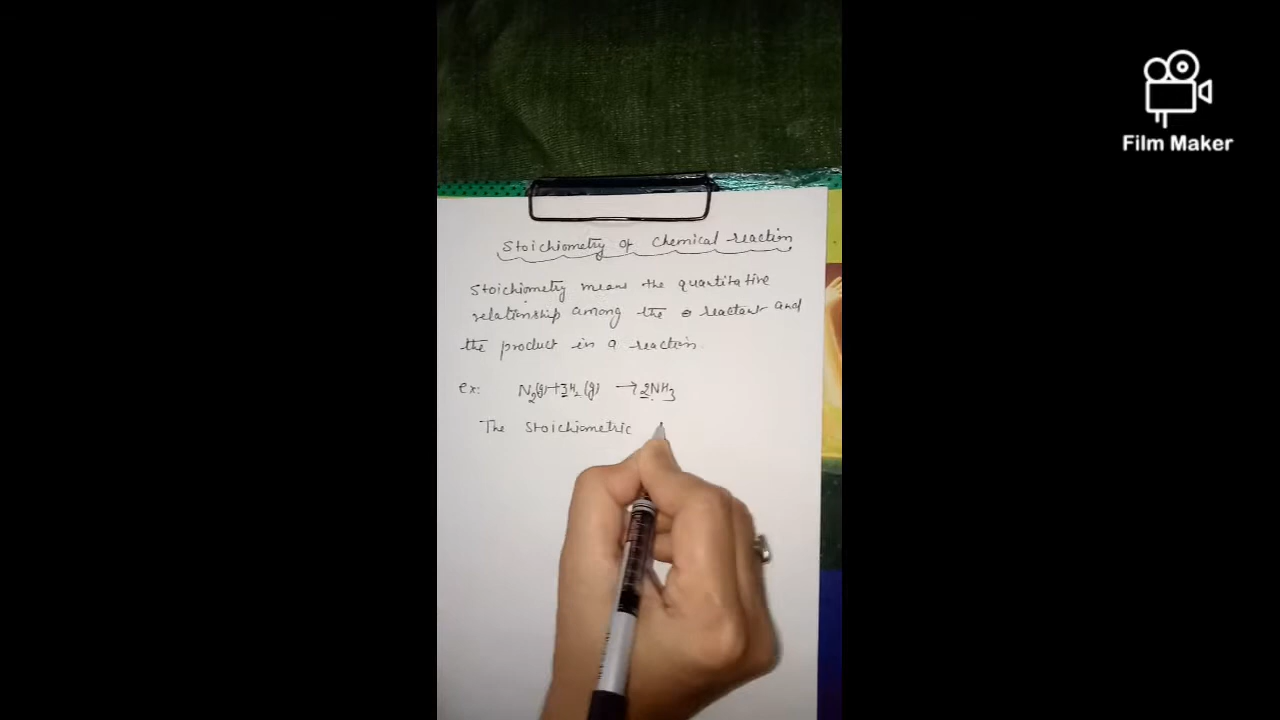 Film Maker
Stoichiometry of chemical reaction
Stoichiometry means the quantitative
relationship among the reactant and
the product in a reaction.
ex: N₂(g)+3H₂(g) → 2NH₃
The Stoichiometric